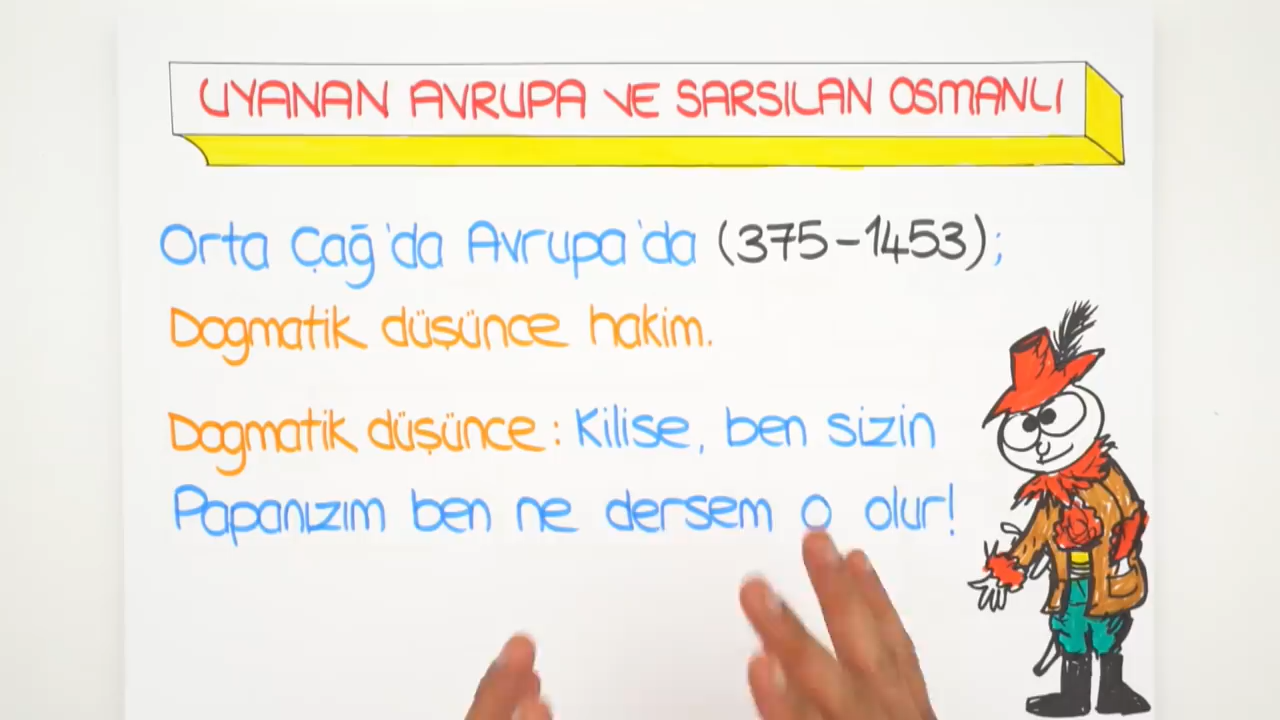 UYANAN AVRUPA VE SARSILAN OSMANLI
Orta Çağ'da Avrupa'da (375-1453);
Dogmatik düşünce hakim.
Dogmatik düşünce: Kilise, ben sizin
Papanızım ben ne dersem o olur!